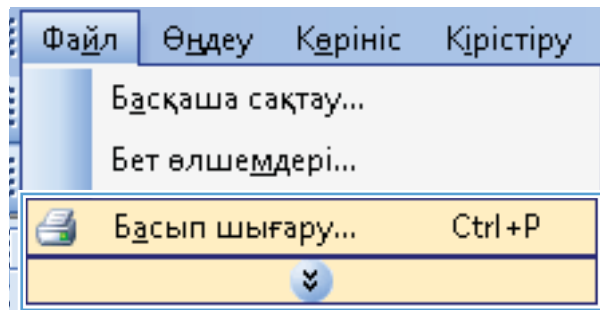 Файл Өңдеу Көрініс Кірістіру
Басқаша сақтау...
Бет өлшемдері...
Басып шығару... Ctrl+P